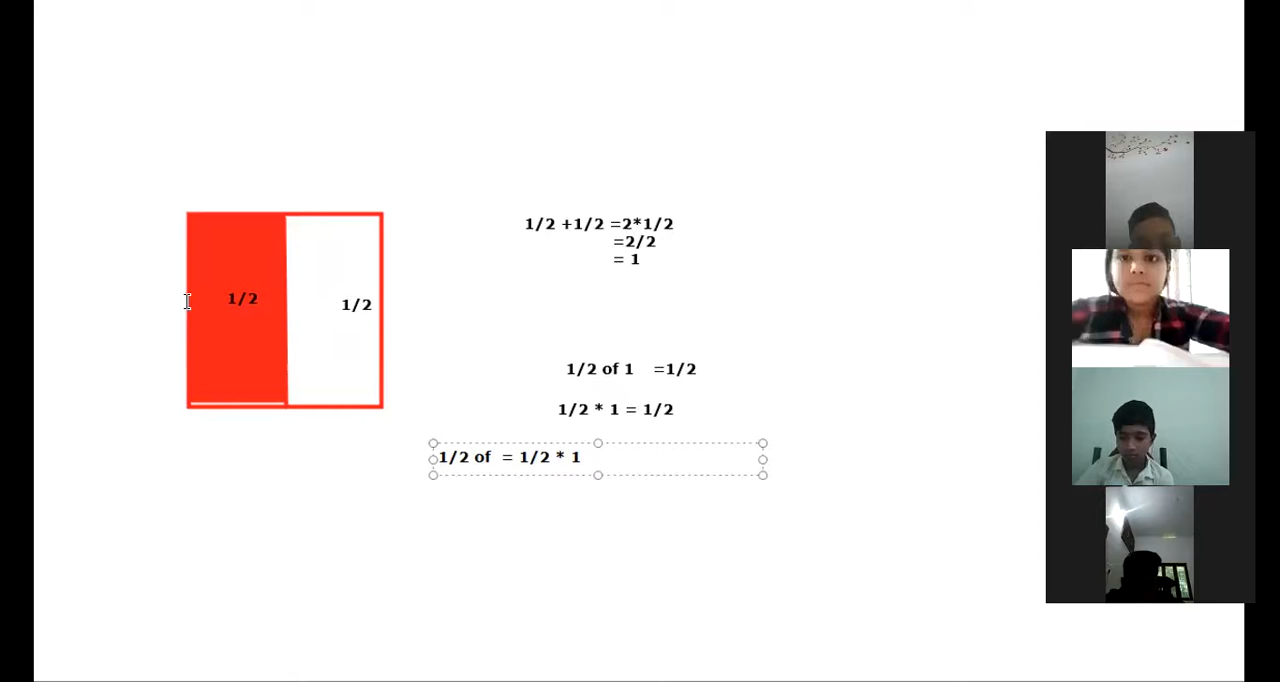 1/2 +1/2 =2*1/2
=2/2
= 1
1/2
1/2
1/2 of 1 =1/2
1/2 * 1 = 1/2
1/2 of = 1/2 * 1